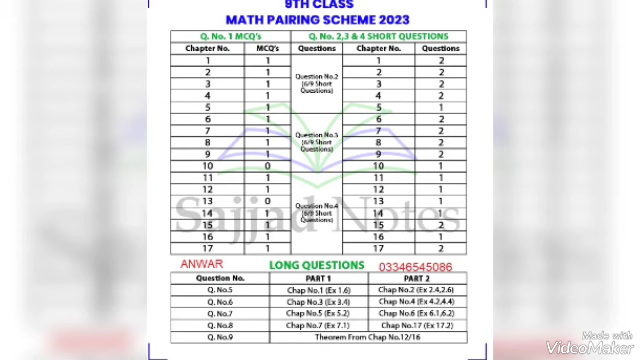 9TH CLASS
MATH PAIRING SCHEME 2023
Q. No. 1 MCQ's Q. No. 2,3 & 4 SHORT QUESTIONS
Chapter No. MCQ's Questions Chapter No. Questions
1 1 1 2
2 1 Question No.2 2 2
3 1 (6/9 Short 3 2
4 1 Questions) 4 2
5 1 5 1
6 1 6 2
7 1 Question No.3 7 2
8 1 (6/9 Short 8 2
9 1 Questions) 9 2
10 0 10 1
11 1 11 1
12 1 12 1
13 0 Question No.4 13 1
14 1 (6/9 Short 14 1
15 1 Questions) 15 2
16 1 16 1
17 1 17 2
Sajjad Notes
ANWAR LONG QUESTIONS 03346545086
Question No. PART 1 PART 2
Q. No.5 Chap No.1 (Ex 1.6) Chap No.2 (Ex 2.4,2.6)
Q. No.6 Chap No.3 (Ex 3.4) Chap No.4 (Ex 4.2,4.4)
Q. No.7 Chap No.5 (Ex 5.2) Chap No.6 (Ex 6.1,6.2)
Q. No.8 Chap No.7 (Ex 7.1) Chap No.17 (Ex 17.2)
Q. No.9 Theorem From Chap No.12/16
Made with
VideoMaker